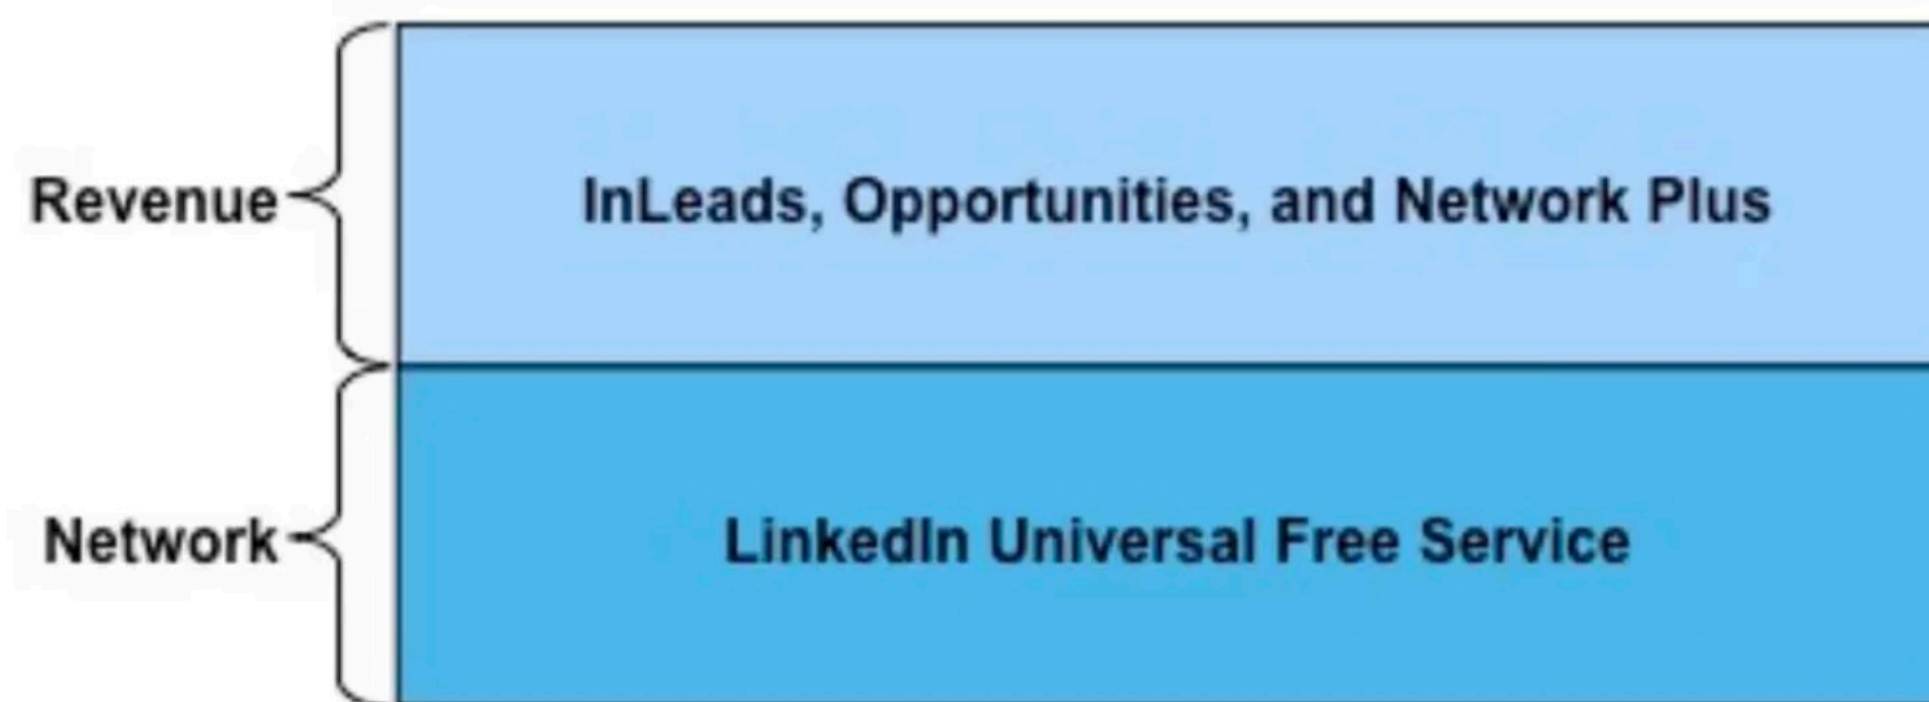 Revenue
InLeads, Opportunities, and Network Plus
Network
LinkedIn Universal Free Service